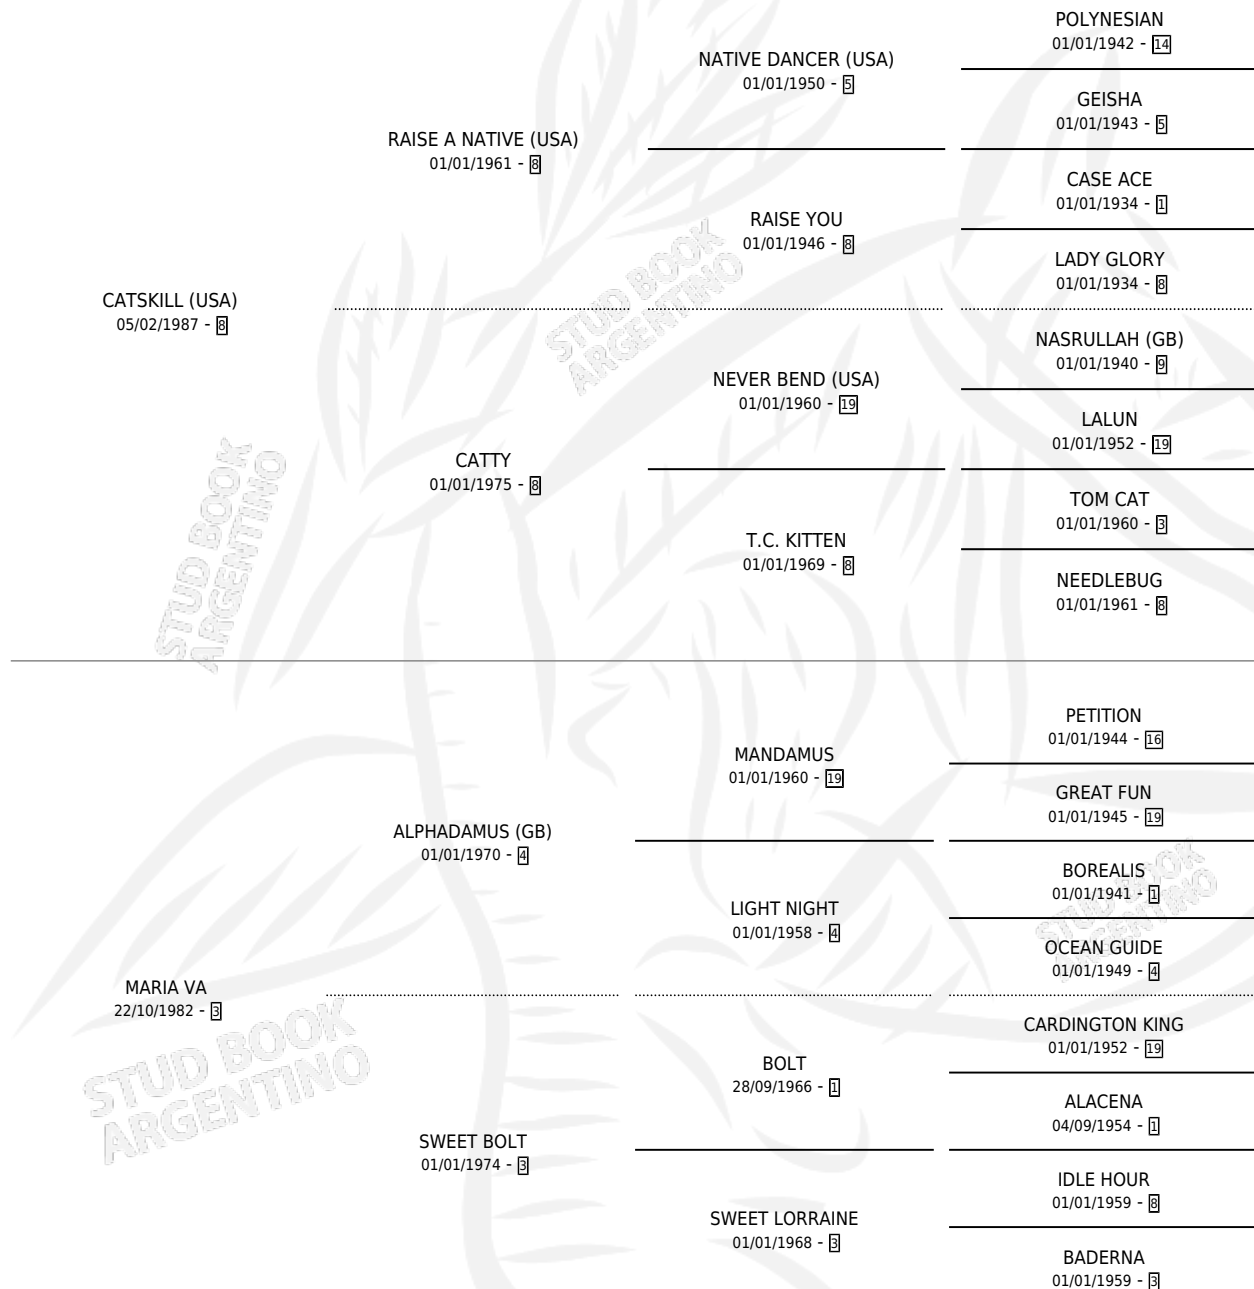 POLYNESIAN
01/01/1942 - 14
NATIVE DANCER (USA)
01/01/1950 - 5
GEISHA
01/01/1943 - 5
RAISE A NATIVE (USA)
01/01/1961 - 8
CASE ACE
01/01/1934 - 1
RAISE YOU
01/01/1946 - 8
LADY GLORY
01/01/1934 - 8
CATSKILL (USA)
05/02/1987 - 8
NASRULLAH (GB)
01/01/1940 - 9
NEVER BEND (USA)
01/01/1960 - 19
LALUN
01/01/1952 - 19
CATTY
01/01/1975 - 8
TOM CAT
01/01/1960 - 3
T.C. KITTEN
01/01/1969 - 8
NEEDLEBUG
01/01/1961 - 8
PETITION
01/01/1944 - 16
MANDAMUS
01/01/1960 - 19
GREAT FUN
01/01/1945 - 19
ALPHADAMUS (GB)
01/01/1970 - 4
BOREALIS
01/01/1941 - 1
LIGHT NIGHT
01/01/1958 - 4
OCEAN GUIDE
01/01/1949 - 4
MARIA VA
22/10/1982 - 3
CARDINGTON KING
01/01/1952 - 19
BOLT
28/09/1966 - 1
ALACENA
04/09/1954 - 1
SWEET BOLT
01/01/1974 - 3
IDLE HOUR
01/01/1959 - 8
SWEET LORRAINE
01/01/1968 - 3
BADERNA
01/01/1959 - 3
STUD BOOK
ARGENTINO
STUD BOOK
ARGENTINO
STUD BOOK
ARGENTINO
STUD BOOK
ARGENTINO